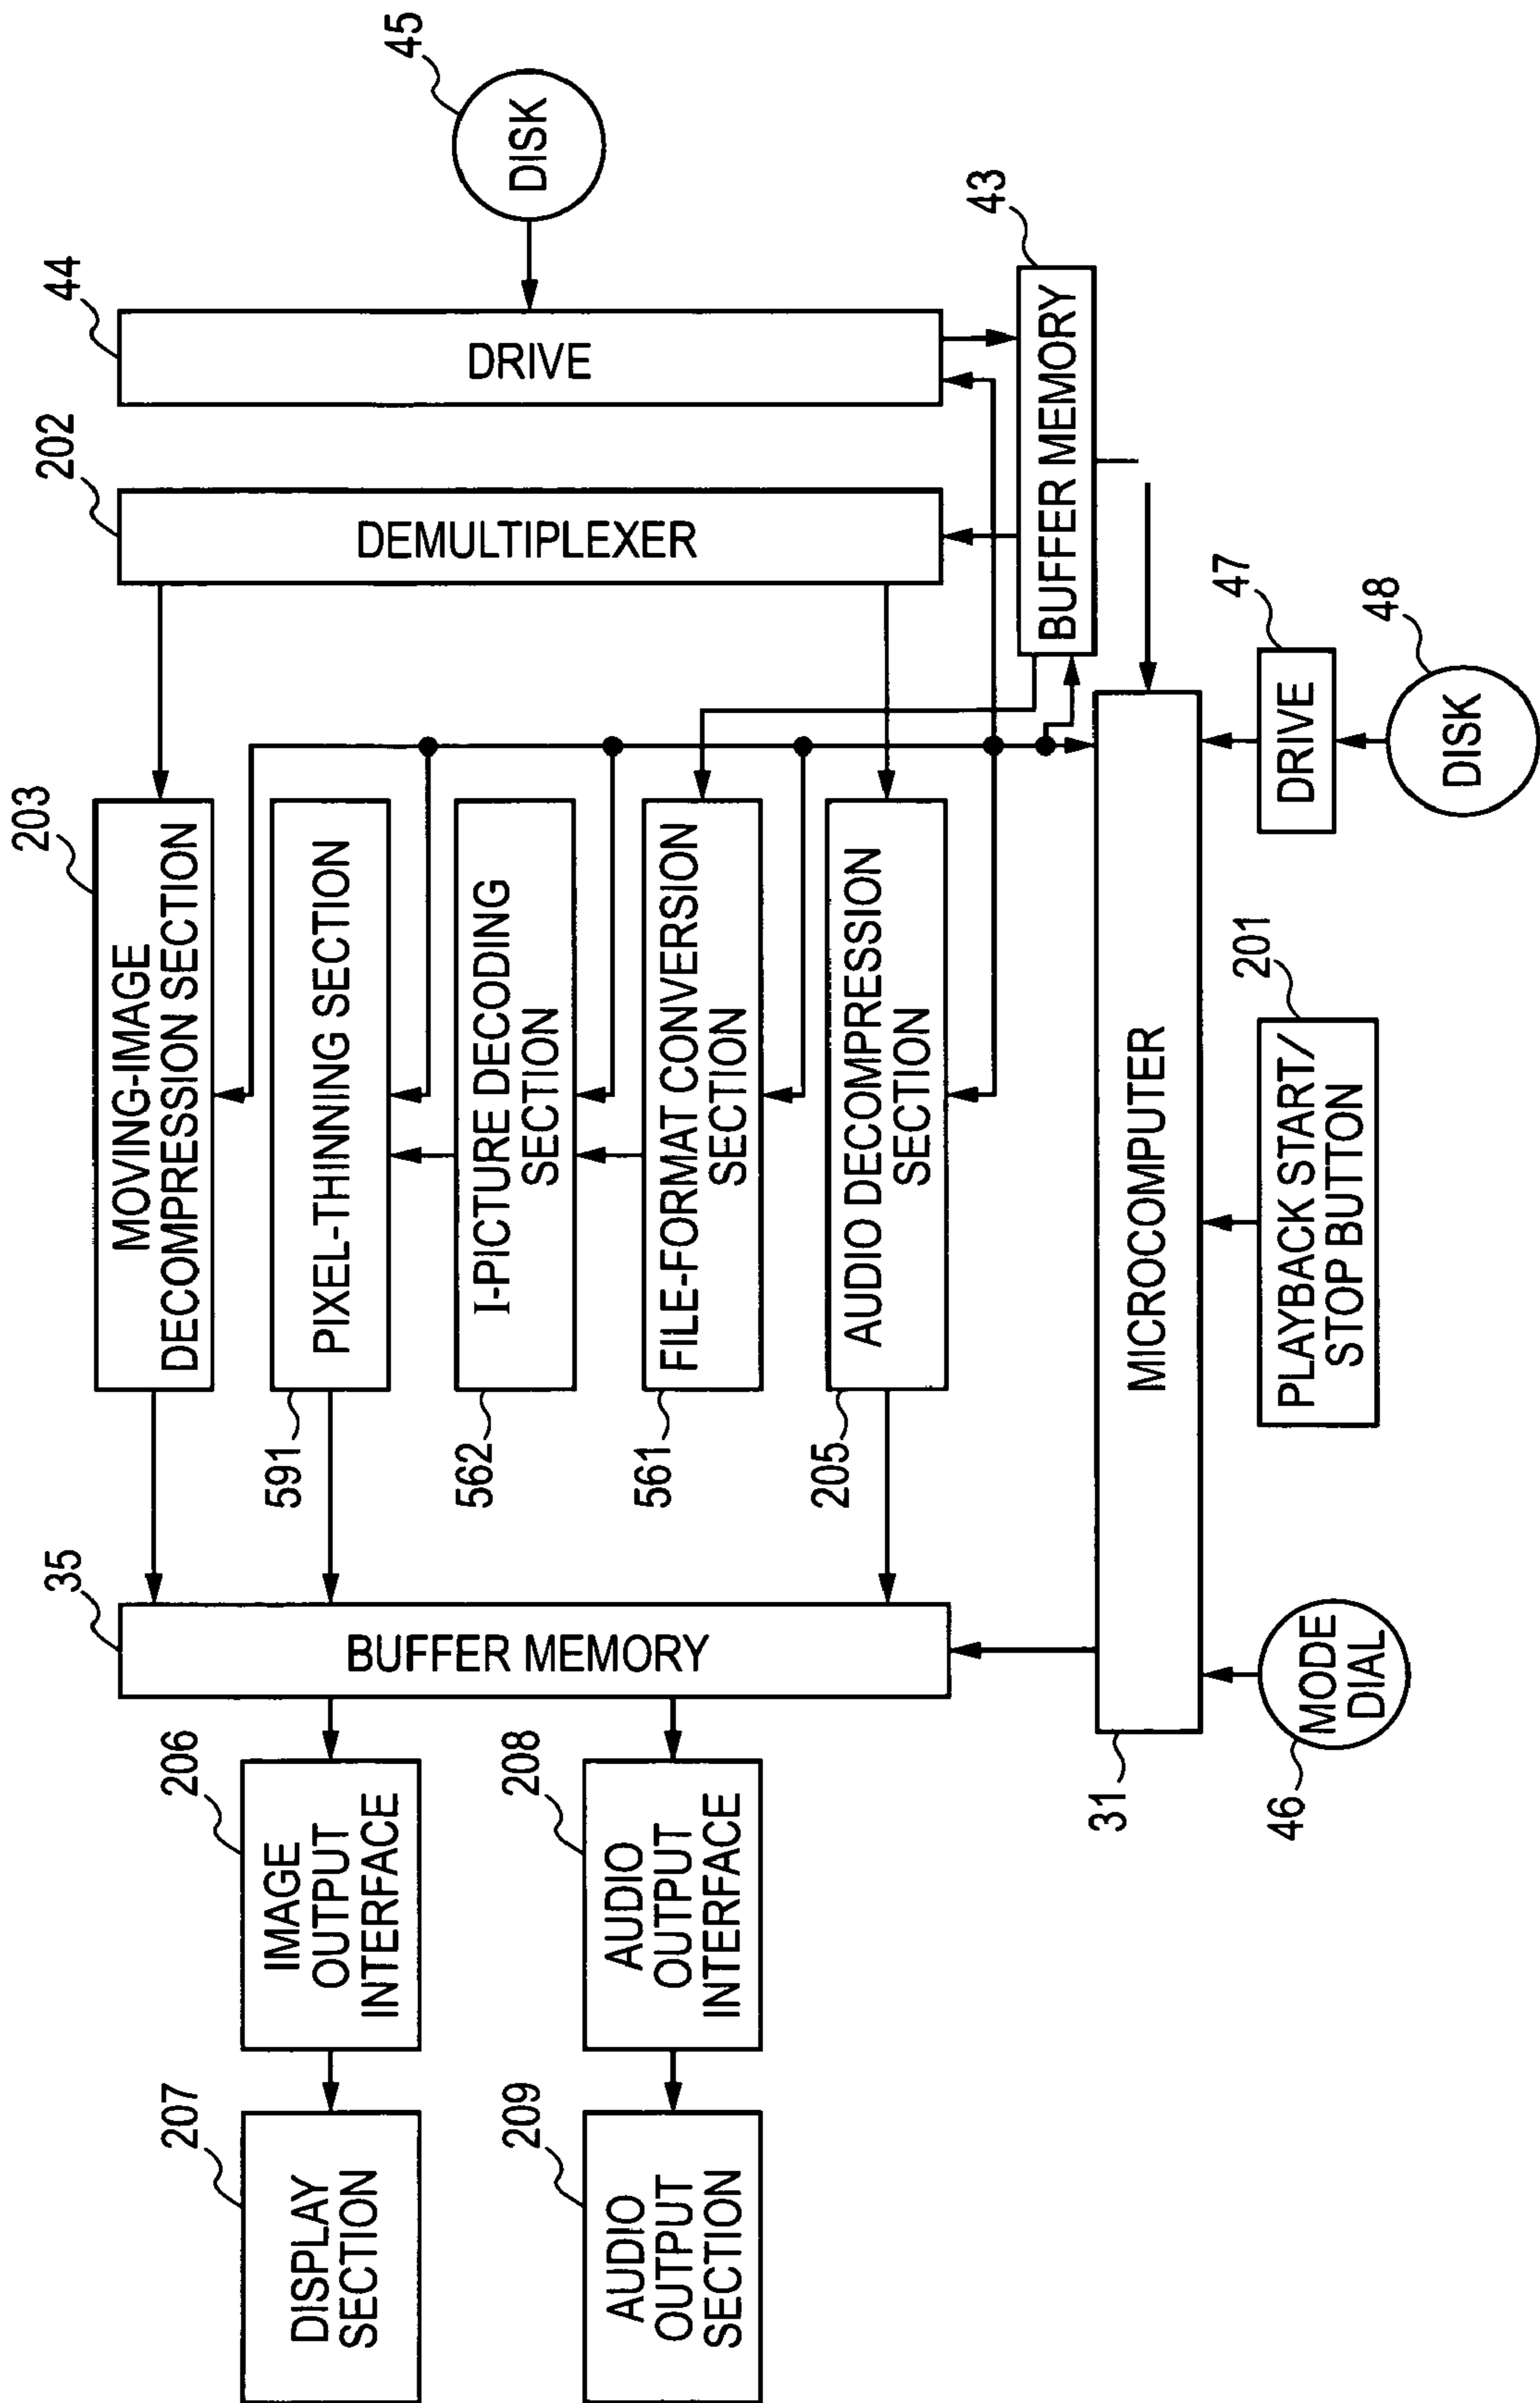 207
DISPLAY
SECTION
206
IMAGE
OUTPUT
INTERFACE
209
AUDIO
OUTPUT
SECTION
208
AUDIO
OUTPUT
INTERFACE
35
BUFFER MEMORY
203
MOVING-IMAGE
DECOMPRESSION SECTION
591
PIXEL-THINNING SECTION
562
I-PICTURE DECODING
SECTION
561
FILE-FORMAT CONVERSION
SECTION
205
AUDIO DECOMPRESSION
SECTION
202
DEMULTIPLEXER
44
DRIVE
45
DISK
43
BUFFER MEMORY
31
MICROCOMPUTER
46
MODE
DIAL
201
PLAYBACK START/
STOP BUTTON
47
DRIVE
48
DISK